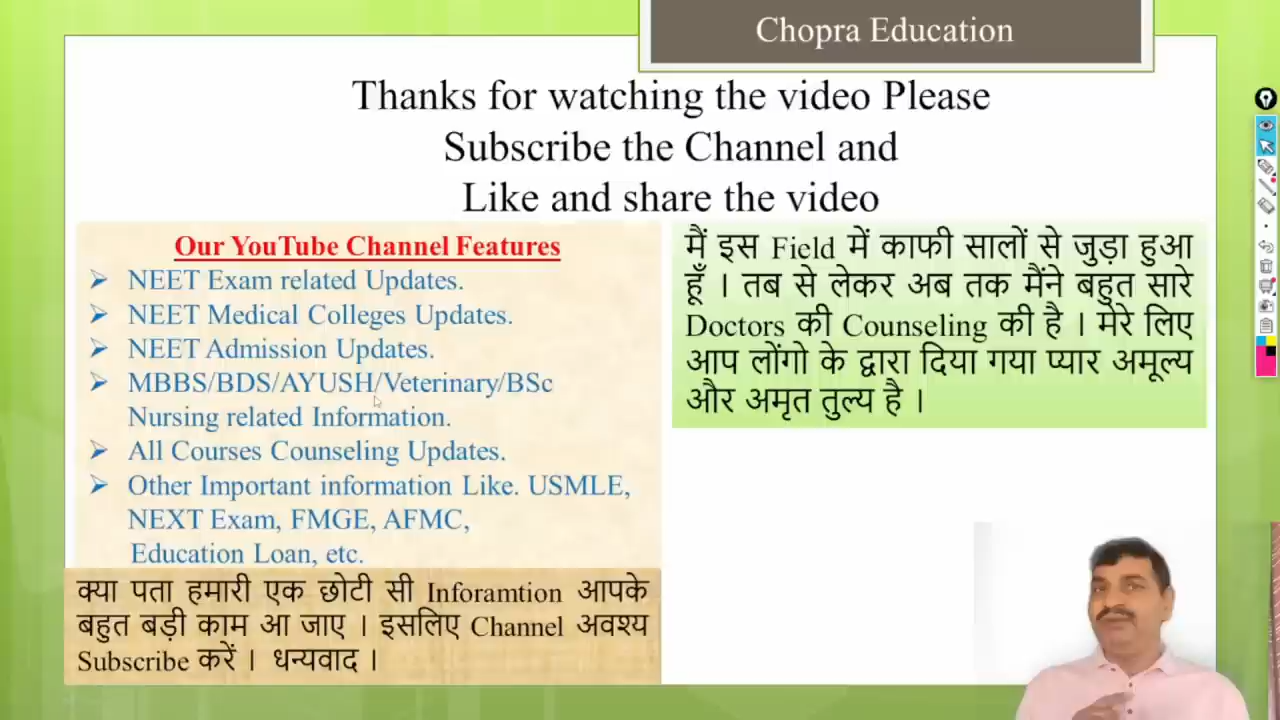 Chopra Education
Thanks for watching the video Please
Subscribe the Channel and
Like and share the video
Our YouTube Channel Features
NEET Exam related Updates.
NEET Medical Colleges Updates.
NEET Admission Updates.
MBBS/BDS/AYUSH/Veterinary/BSc
Nursing related Information.
All Courses Counseling Updates.
Other Important information Like. USMLE,
NEXT Exam, FMGE, AFMC,
Education Loan, etc.
क्या पता हमारी एक छोटी सी Inforamtion आपके
बहुत बड़ी काम आ जाए । इसलिए Channel अवश्य
Subscribe करें । धन्यवाद ।
मैं इस Field में काफी सालों से जुड़ा हुआ
हूँ । तब से लेकर अब तक मैंने बहुत सारे
Doctors की Counseling की है । मेरे लिए
आप लोंगो के द्वारा दिया गया प्यार अमूल्य
और अमृत तुल्य है ।